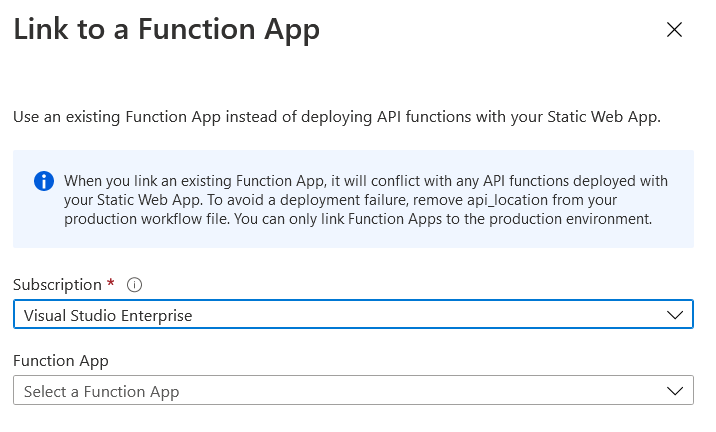 Link to a Function App
Use an existing Function App instead of deploying API functions with your Static Web App.
When you link an existing Function App, it will conflict with any API functions deployed with
your Static Web App. To avoid a deployment failure, remove api_location from your
production workflow file. You can only link Function Apps to the production environment.
Subscription *
Visual Studio Enterprise
Function App
Select a Function App